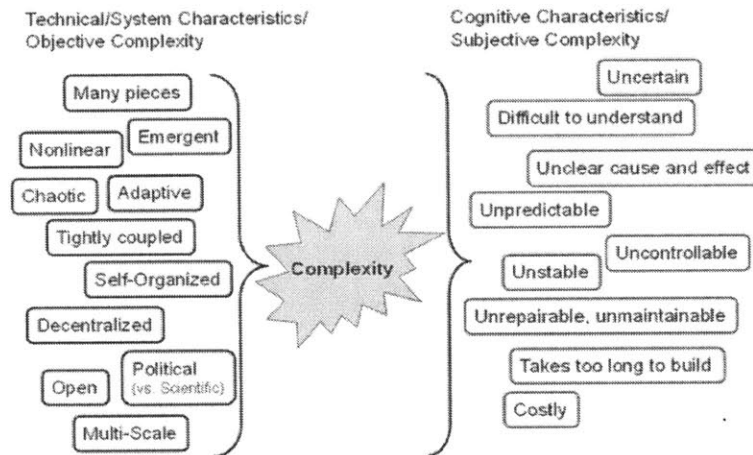 Technical/System Characteristics/
Objective Complexity
Many pieces
Emergent
Nonlinear
Chaotic
Adaptive
Tightly coupled
Self-Organized
Decentralized
Political
(vs. Scientific)
Open
Multi-Scale
Complexity
Cognitive Characteristics/
Subjective Complexity
Uncertain
Difficult to understand
Unclear cause and effect
Unpredictable
Uncontrollable
Unstable
Unrepairable, unmaintainable
Takes too long to build
Costly